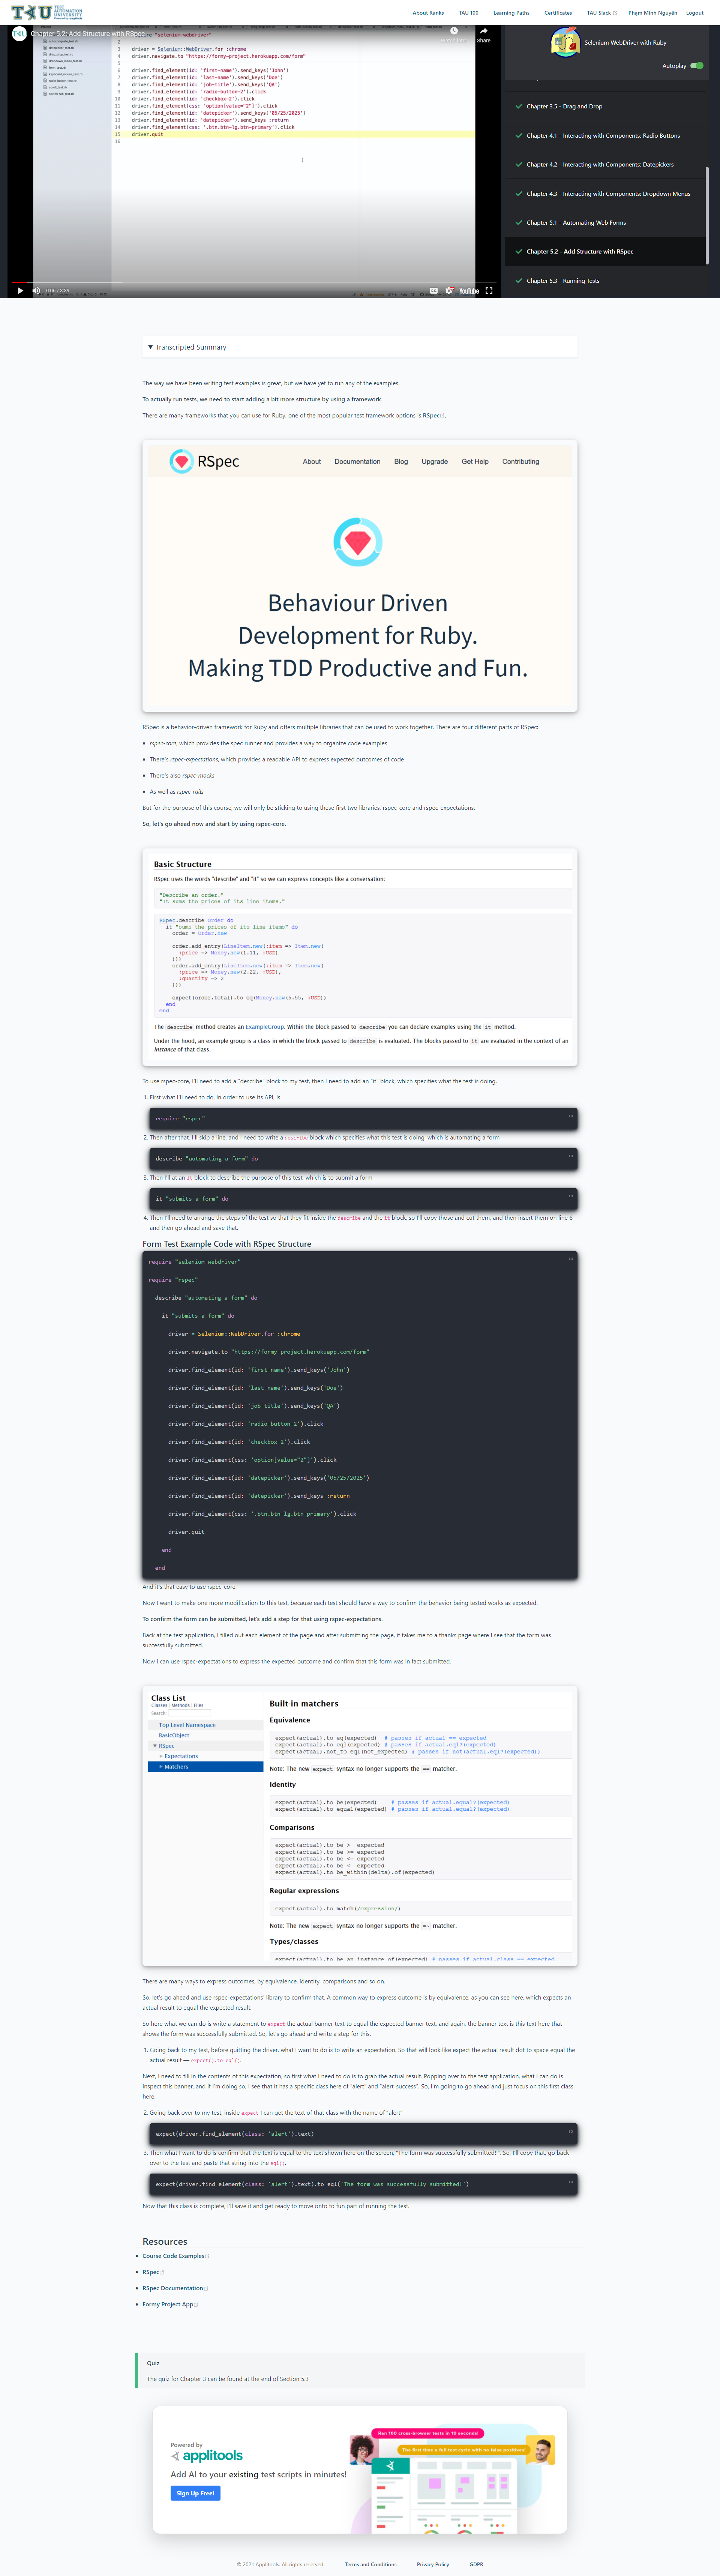 TAU TEST AUTOMATION UNIVERSITY
About Ranks
TAU 100
Learning Paths
Certificates
TAU Slack
Phạm Minh Nguyên
Logout
Chapter 5.2: Add Structure with RSpec
Share
3 driver = Selenium::WebDriver.for :chrome
4 driver.navigate.to "https://formy-project.herokuapp.com/form"
5
6 driver.find_element(id: 'first-name').send_keys('John')
7 driver.find_element(id: 'last-name').send_keys('Doe')
8 driver.find_element(id: 'job-title').send_keys('QA')
9 driver.find_element(id: 'radio-button-2').click
10 driver.find_element(id: 'checkbox-2').click
11 driver.find_element(css: 'option[value="2"]').click
12 driver.find_element(id: 'datepicker').send_keys('05/25/2025')
13 driver.find_element(id: 'datepicker').send_keys :return
14 driver.find_element(css: '.btn.btn-lg.btn-primary').click
15 driver.quit
16
YouTube
Selenium WebDriver with Ruby
Autoplay
Chapter 3.5 - Drag and Drop
Chapter 4.1 - Interacting with Components: Radio Buttons
Chapter 4.2 - Interacting with Components: Datepickers
Chapter 4.3 - Interacting with Components: Dropdown Menus
Chapter 5.1 - Automating Web Forms
Chapter 5.2 - Add Structure with RSpec
Chapter 5.3 - Running Tests
▼ Transcripted Summary
The way we have been writing test examples is great, but we have yet to run any of the examples.
To actually run tests, we need to start adding a bit more structure by using a framework.
There are many frameworks that you can use for Ruby, one of the most popular test framework options is RSpec.
RSpec
About
Documentation
Blog
Upgrade
Get Help
Contributing
Behaviour Driven
Development for Ruby.
Making TDD Productive and Fun.
RSpec is a behavior-driven framework for Ruby and offers multiple libraries that can be used to work together. There are four different parts of RSpec:
• rspec-core, which provides the spec runner and provides a way to organize code examples
• There's rspec-expectations, which provides a readable API to express expected outcomes of code
• There's also rspec-mocks
• As well as rspec-rails
But for the purpose of this course, we will only be sticking to using these first two libraries, rspec-core and rspec-expectations.
So, let's go ahead now and start by using rspec-core.
Basic Structure
RSpec uses the words "describe" and "it" so we can express concepts like a conversation:
"Describe an order."
"It sums the prices of its line items."
RSpec.describe Order do
it "sums the prices of its line items" do
order = Order.new
order.add_entry(LineItem.new(:item => Item.new(
:price => Money.new(1.11, :USD)
)))
order.add_entry(LineItem.new(:item => Item.new(
:price => Money.new(2.22, :USD),
:quantity => 2
)))
expect(order.total).to eq(Money.new(5.55, :USD))
end
end
The describe method creates an ExampleGroup. Within the block passed to describe you can declare examples using the it method.
Under the hood, an example group is a class in which the block passed to describe is evaluated. The blocks passed to it are evaluated in the context of an
instance of that class.
To use rspec-core, I'll need to add a "describe" block to my test, then I need to add an "it" block, which specifies what the test is doing.
1. First what I'll need to do, in order to use its API, is
require "rspec"
2. Then after that, I'll skip a line, and I need to write a describe block which specifies what this test is doing, which is automating a form
describe "automating a form" do
3. Then I'll at an it block to describe the purpose of this test, which is to submit a form
it "submits a form" do
4. Then I'll need to arrange the steps of the test so that they fit inside the describe and the it block, so I'll copy those and cut them, and then insert them on line 6
and then go ahead and save that.
Form Test Example Code with RSpec Structure
require "selenium-webdriver"
require "rspec"
describe "automating a form" do
it "submits a form" do
driver = Selenium::WebDriver.for :chrome
driver.navigate.to "https://formy-project.herokuapp.com/form"
driver.find_element(id: 'first-name').send_keys('John')
driver.find_element(id: 'last-name').send_keys('Doe')
driver.find_element(id: 'job-title').send_keys('QA')
driver.find_element(id: 'radio-button-2').click
driver.find_element(id: 'checkbox-2').click
driver.find_element(css: 'option[value="2"]').click
driver.find_element(id: 'datepicker').send_keys('05/25/2025')
driver.find_element(id: 'datepicker').send_keys :return
driver.find_element(css: '.btn.btn-lg.btn-primary').click
driver.quit
end
end
And it's that easy to use rspec-core.
Now I want to make one more modification to this test, because each test should have a way to confirm the behavior being tested works as expected.
To confirm the form can be submitted, let's add a step for that using rspec-expectations.
Back at the test application, I filled out each element of the page and after submitting the page, it takes me to a thanks page where I see that the form was
successfully submitted.
Now I can use rspec-expectations to express the expected outcome and confirm that this form was in fact submitted.
Class List
Classes | Methods | Files
Search:
Top Level Namespace
BasicObject
▼ RSpec
Expectations
Matchers
Built-in matchers
Equivalence
expect(actual).to eq(expected) # passes if actual == expected
expect(actual).to eql(expected) # passes if actual.eql?(expected)
expect(actual).not_to eql(not_expected) # passes if not(actual.eql?(expected))
Note: The new expect syntax no longer supports the == matcher.
Identity
expect(actual).to be(expected) # passes if actual.equal?(expected)
expect(actual).to equal(expected) # passes if actual.equal?(expected)
Comparisons
expect(actual).to be > expected
expect(actual).to be >= expected
expect(actual).to be <= expected
expect(actual).to be < expected
expect(actual).to be_within(delta).of(expected)
Regular expressions
expect(actual).to match(/expression/)
Note: The new expect syntax no longer supports the =~ matcher.
Types/classes
expect(actual).to be_an_instance_of(expected) # passes if actual.class == expected
There are many ways to express outcomes, by equivalence, identity, comparisons and so on.
So, let's go ahead and use rspec-expectations' library to confirm that. A common way to express outcome is by equivalence, as you can see here, which expects an
actual result to equal the expected result.
So here what we can do is write a statement to expect the actual banner text to equal the expected banner text, and again, the banner text is this text here that
shows the form was successfully submitted. So, let's go ahead and write a step for this.
1. Going back to my test, before quitting the driver, what I want to do is to write an expectation. So that will look like expect the actual result dot to space equal the
actual result — expect().to eql().
Next, I need to fill in the contents of this expectation, so first what I need to do is to grab the actual result. Popping over to the test application, what I can do is
inspect this banner, and if I'm doing so, I see that it has a specific class here of "alert" and "alert_success". So, I'm going to go ahead and just focus on this first class
here.
2. Going back over to my test, inside expect I can get the text of that class with the name of "alert"
expect(driver.find_element(class: 'alert').text)
3. Then what I want to do is confirm that the text is equal to the text shown here on the screen, "The form was successfully submitted!". So, I'll copy that, go back
over to the test and paste that string into the eql().
expect(driver.find_element(class: 'alert').text).to eql('The form was successfully submitted!')
Now that this class is complete, I'll save it and get ready to move onto to fun part of running the test.
Resources
• Course Code Examples
• RSpec
• RSpec Documentation
• Formy Project App
Quiz
The quiz for Chapter 3 can be found at the end of Section 5.3
Powered by
applitools
Add AI to your existing test scripts in minutes!
Sign Up Free!
Ran 100 cross-browser tests in 10 seconds!
The first time a full test cycle with no false positives!
© 2021 Applitools. All rights reserved.
Terms and Conditions
Privacy Policy
GDPR